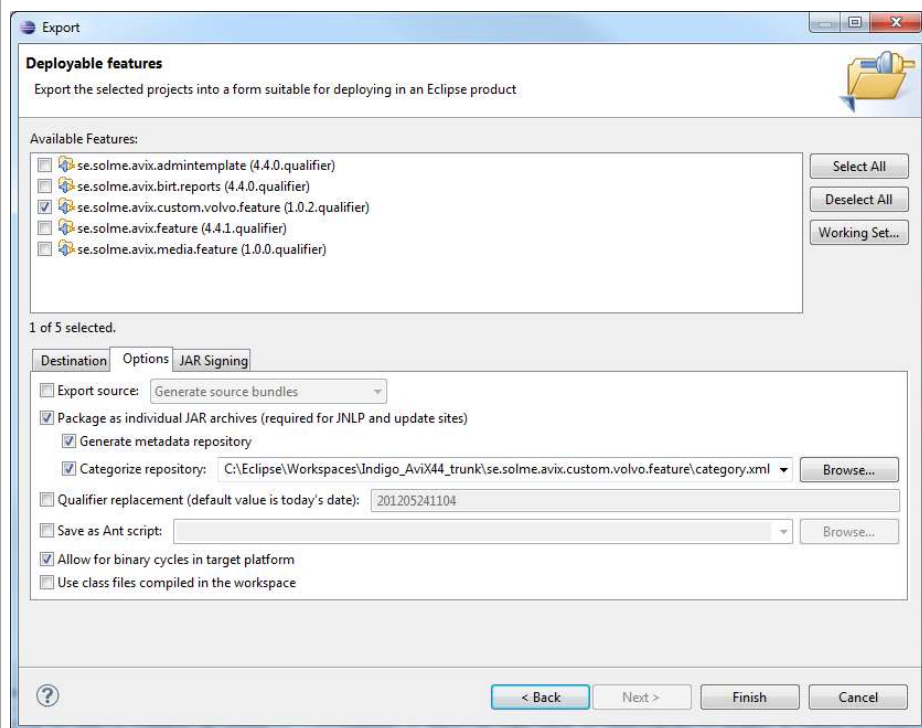 Export
Deployable features
Export the selected projects into a form suitable for deploying in an Eclipse product
Available Features:
se.solme.avix.admintemplate (4.4.0.qualifier)
se.solme.avix.birt.reports (4.4.0.qualifier)
se.solme.avix.custom.volvo.feature (1.0.2.qualifier)
se.solme.avix.feature (4.4.1.qualifier)
se.solme.avix.media.feature (1.0.0.qualifier)
Select All
Deselect All
Working Set...
1 of 5 selected.
Destination Options JAR Signing
Export source: Generate source bundles
Package as individual JAR archives (required for JNLP and update sites)
Generate metadata repository
Categorize repository: C:\Eclipse\Workspaces\Indigo_AviX44_trunk\se.solme.avix.custom.volvo.feature\category.xml Browse...
Qualifier replacement (default value is today's date): 201205241104
Save as Ant script: Browse...
Allow for binary cycles in target platform
Use class files compiled in the workspace
? < Back Next > Finish Cancel